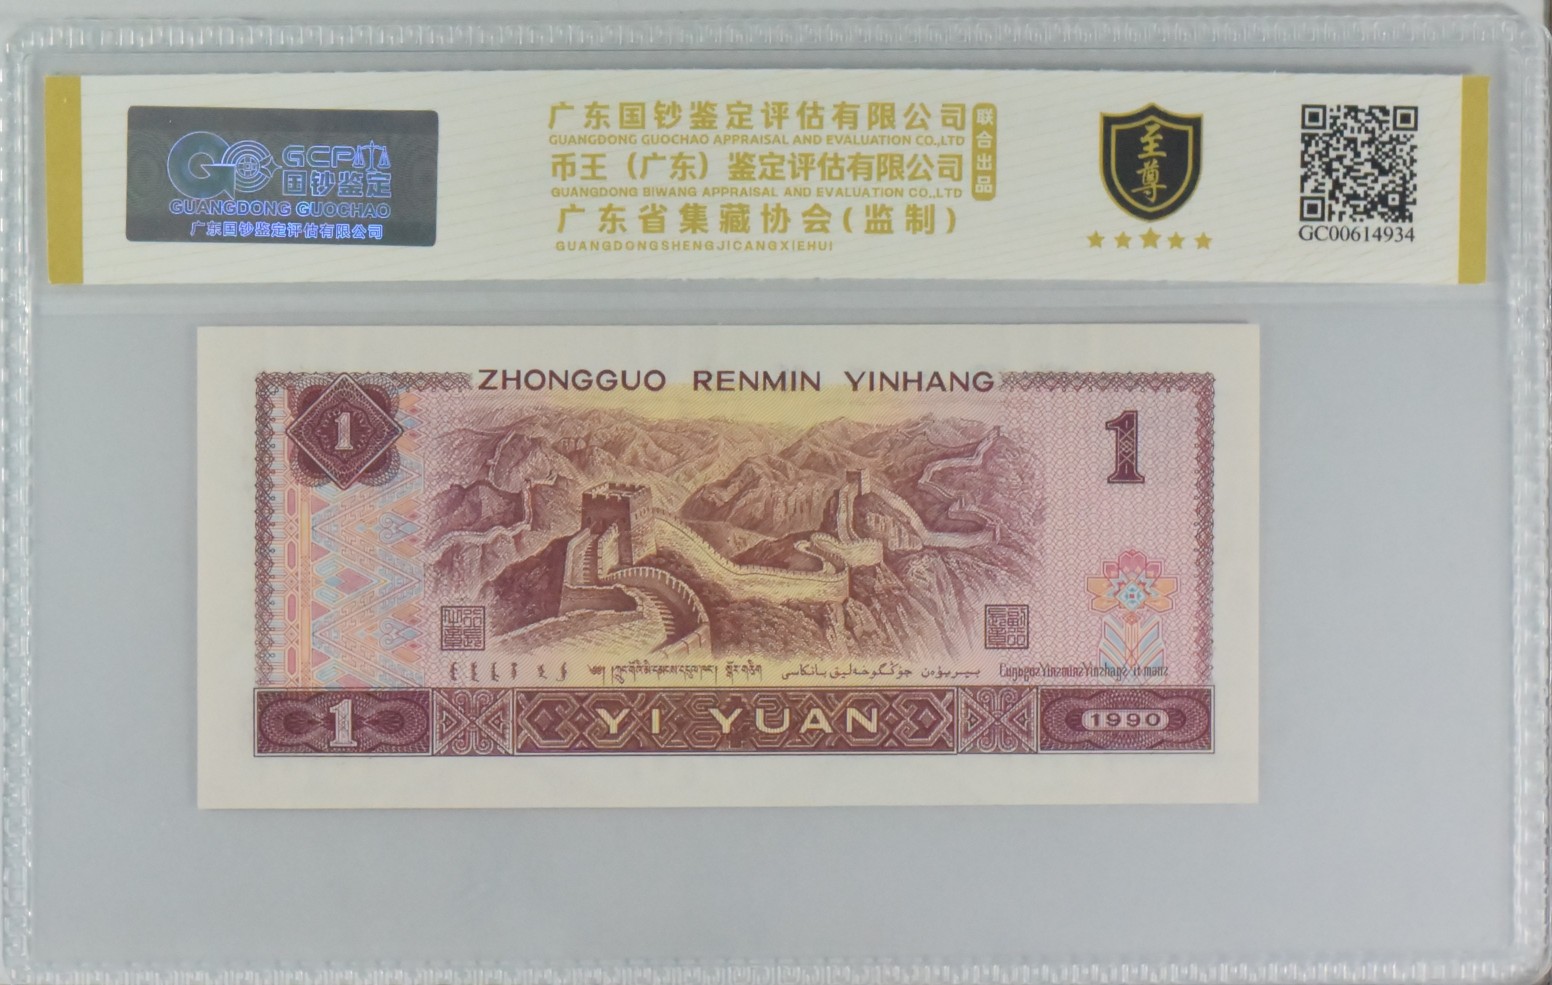 GCP
国钞鉴定
GUANGDONG GUOCHAO
广东国钞鉴定评估有限公司
广东国钞鉴定评估有限公司
GUANGDONG GUOCHAO APPRAISAL AND EVALUATION CO.,LTD
币王（广东）鉴定评估有限公司
GUANGDONG BIWANG APPRAISAL AND EVALUATION CO.,LTD
广东省集藏协会(监制)
GUANGDONGSHENGJICANGXIEHUI
联合出品
至尊
GC00614934
ZHONGGUO RENMIN YINHANG
1
1
1
YI YUAN
1990